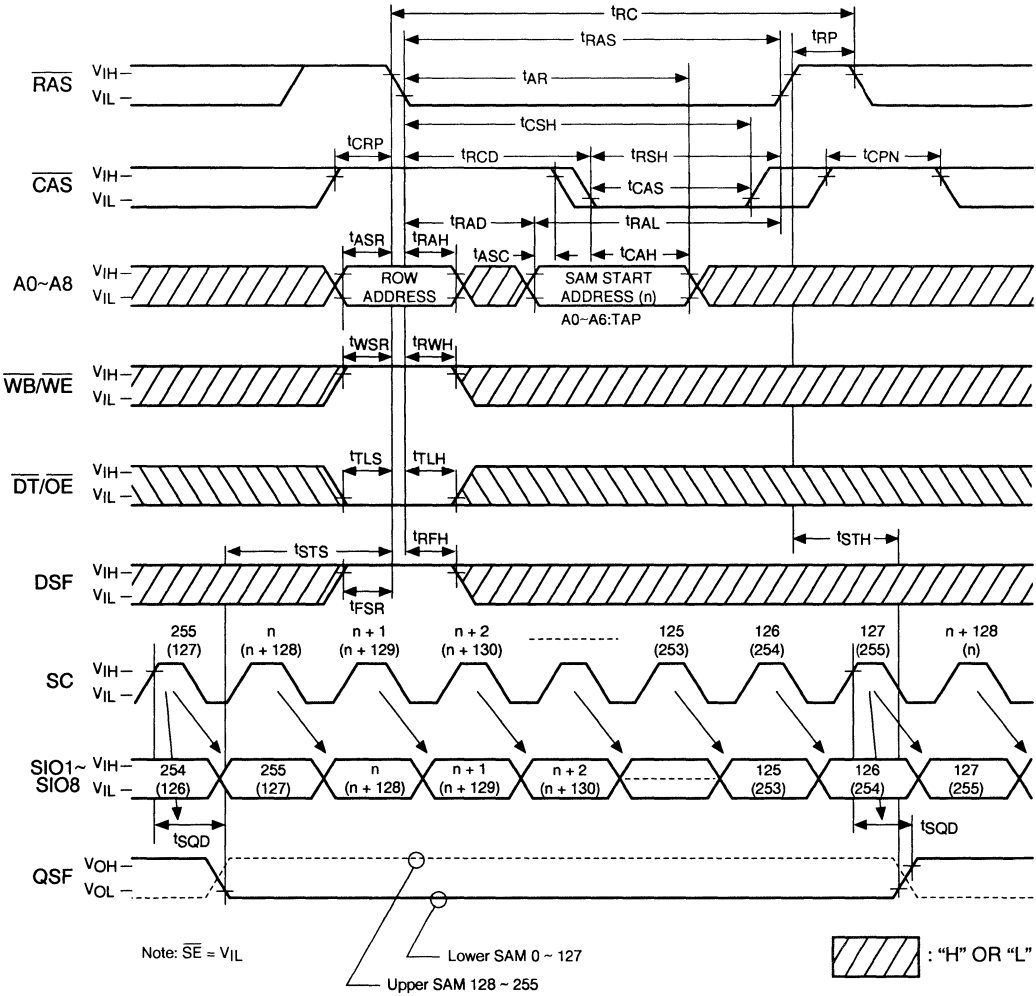 tRC
tRAS
tRP
RAS
VIH
VIL
tAR
tCSH
tCRP
tRCD
tRSH
tCPN
CAS
VIH
VIL
tCAS
tRAD
tRAL
tASR
tRAH
tASC
tCAH
A0~A8
VIH
VIL
ROW
ADDRESS
SAM START
ADDRESS (n)
A0~A6:TAP
tWSR
tRWH
WB/WE
VIH
VIL
tTLS
tTLH
DT/OE
VIH
VIL
tSTS
tRFH
tSTH
DSF
VIH
VIL
tFSR
255
(127)
n
(n + 128)
n + 1
(n + 129)
n + 2
(n + 130)
125
(253)
126
(254)
127
(255)
n + 128
(n)
SC
VIH
VIL
SIO1~
SIO8
VIH
VIL
254
(126)
255
(127)
n
(n + 128)
n + 1
(n + 129)
n + 2
(n + 130)
125
(253)
126
(254)
127
(255)
tSQD
tSQD
QSF
VOH
VOL
Note: SE = VIL
Lower SAM 0 ~ 127
Upper SAM 128 ~ 255
: "H" OR "L"